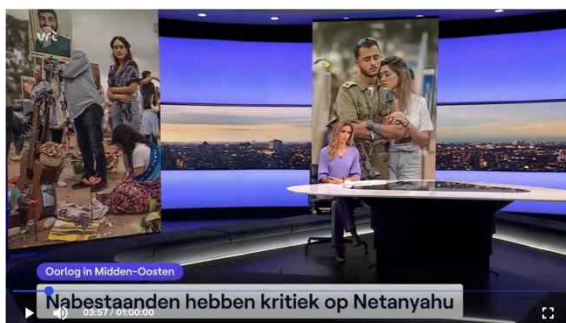 vrt
Oorlog in Midden-Oosten
Nabestaanden hebben kritiek op Netanyahu
03:57 / 01:00:00